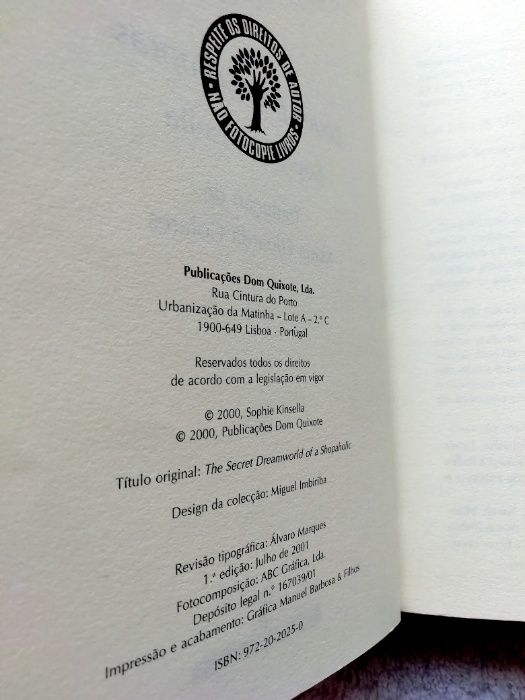 RESPEITE OS DIREITOS DE AUTOR
NÃO FOTOCOPIE LIVROS
Publicações Dom Quixote, Lda.
Rua Cintura do Porto
Urbanização da Matinha – Lote A – 2.º C
1900-649 Lisboa · Portugal
Reservados todos os direitos
de acordo com a legislação em vigor
© 2000, Sophie Kinsella
© 2000, Publicações Dom Quixote
Título original: The Secret Dreamworld of a Shopaholic
Design da colecção: Miguel Imbiriba
Revisão tipográfica: Álvaro Marques
1.ª edição: Julho de 2001
Fotocomposição: ABC Gráfica, Lda.
Depósito legal n.º 167039/01
Impressão e acabamento: Gráfica Manuel Barbosa & Filhos
ISBN: 972-20-2025-0